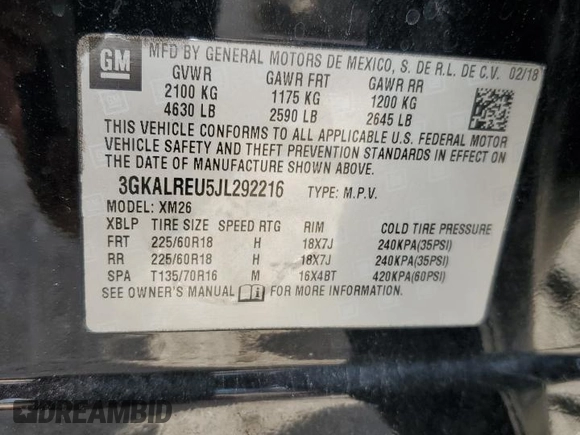 GM MFD BY GENERAL MOTORS DE MEXICO, S. DE R.L. DE C.V. 02/18
GVWR GAWR FRT GAWR RR
2100 KG 1175 KG 1200 KG
4630 LB 2590 LB 2645 LB
THIS VEHICLE CONFORMS TO ALL APPLICABLE U.S. FEDERAL MOTOR
VEHICLE SAFETY AND THEFT PREVENTION STANDARDS IN EFFECT ON
THE DATE OF MANUFACTURE SHOWN ABOVE.
3GKALREU5JL292216 TYPE: M.P.V.
MODEL: XM26
XBLP TIRE SIZE SPEED RTG RIM COLD TIRE PRESSURE
FRT 225/60R18 H 18X7J 240KPA(35PSI)
RR 225/60R18 H 18X7J 240KPA(35PSI)
SPA T135/70R16 M 16X4BT 420KPA(60PSI)
SEE OWNER'S MANUAL FOR MORE INFORMATION.
DREAMBID